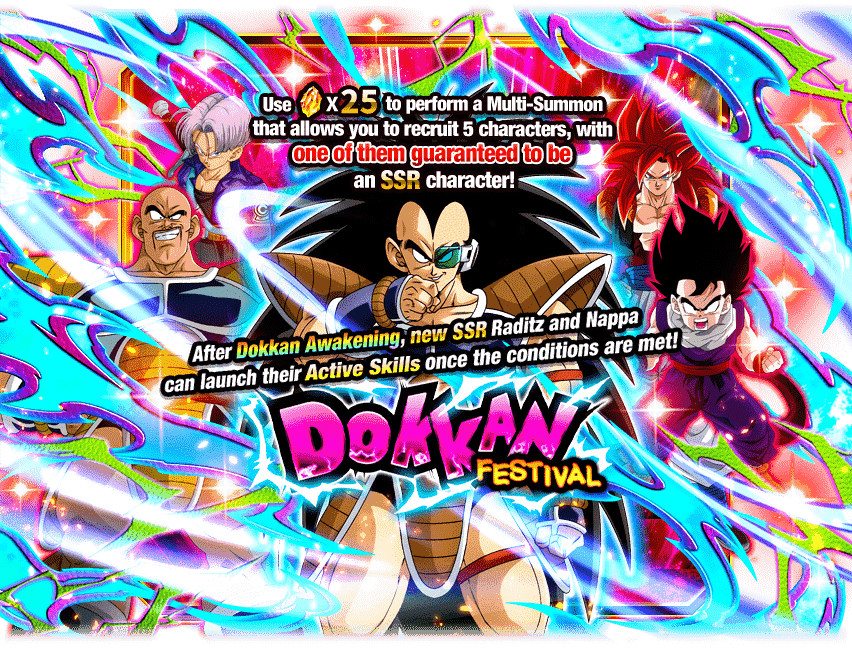 Use x25 to perform a Multi-Summon
that allows you to recruit 5 characters, with
one of them guaranteed to be
an SSR character!
After Dokkan Awakening, new SSR Raditz and Nappa
can launch their Active Skills once the conditions are met!
DOKKAN
FESTIVAL